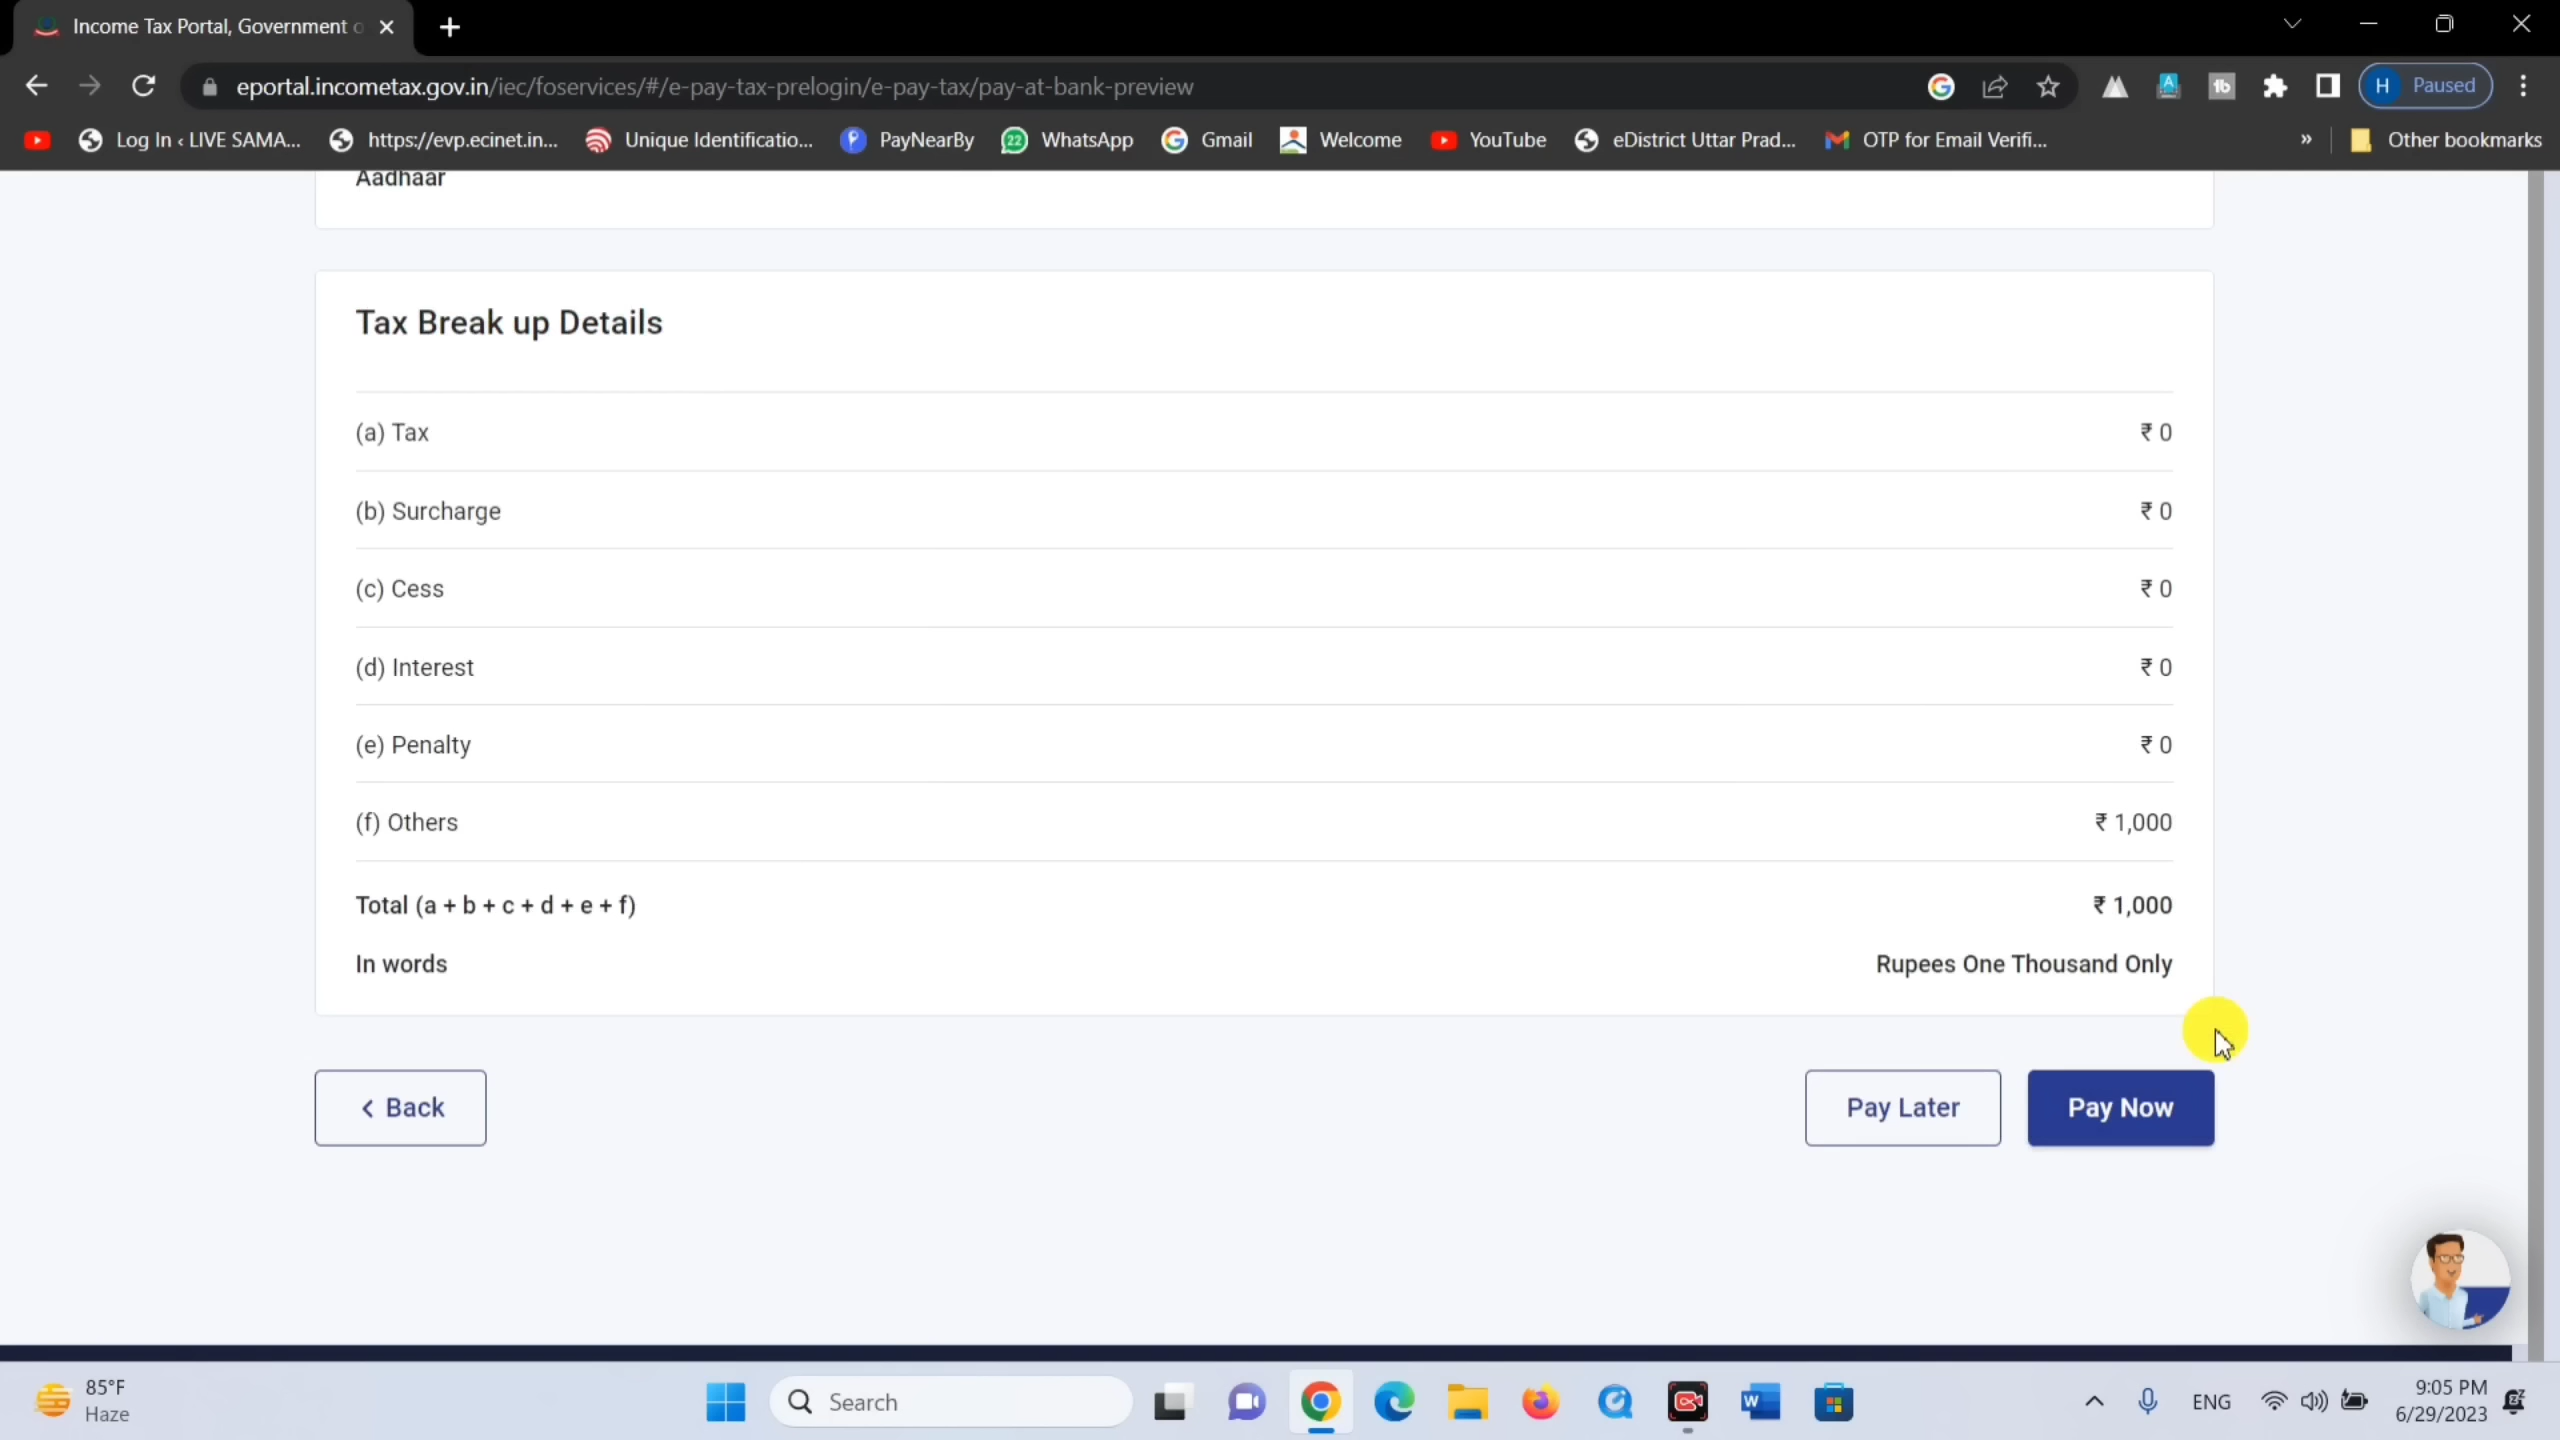 Income Tax Portal, Government o
eportal.incometax.gov.in/iec/foservices/#/e-pay-tax-prelogin/e-pay-tax/pay-at-bank-preview
H Paused
Log In ‹ LIVE SAMA...
https://evp.ecinet.in...
Unique Identificatio...
PayNearBy
22 WhatsApp
Gmail
Welcome
YouTube
eDistrict Uttar Prad...
OTP for Email Verifi...
» Other bookmarks
Aadhaar
Tax Break up Details
(a) Tax ₹ 0
(b) Surcharge ₹ 0
(c) Cess ₹ 0
(d) Interest ₹ 0
(e) Penalty ₹ 0
(f) Others ₹ 1,000
Total (a + b + c + d + e + f) ₹ 1,000
In words Rupees One Thousand Only
< Back Pay Later Pay Now
85°F
Haze
Search
ENG
9:05 PM
6/29/2023